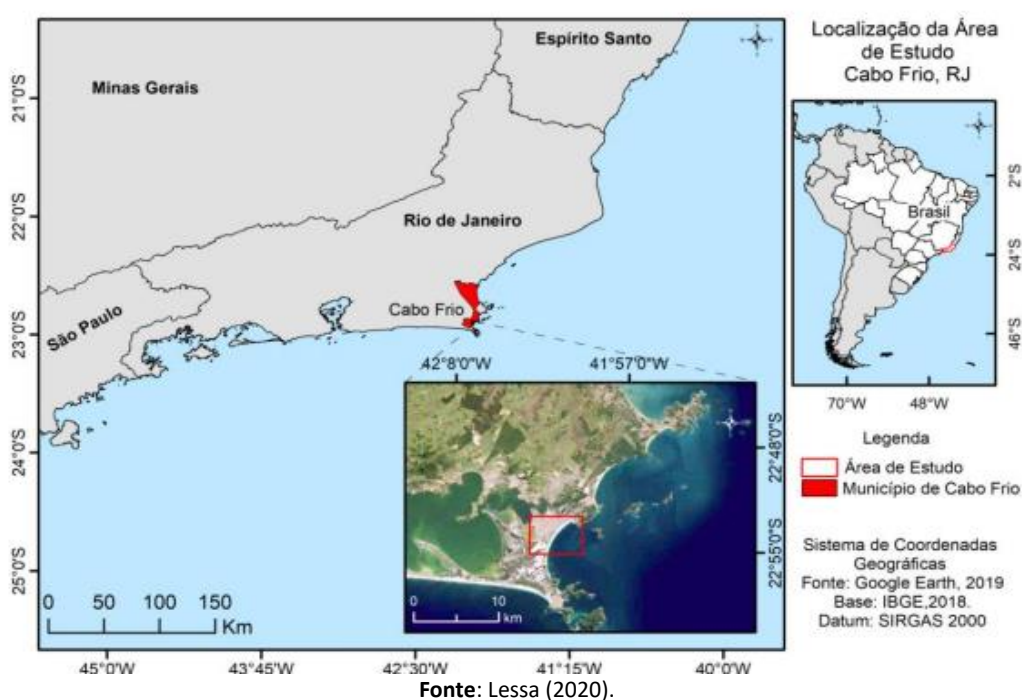 Espírito Santo
Minas Gerais
Rio de Janeiro
Cabo Frio
São Paulo
21°0'S
22°0'S
23°0'S
24°0'S
25°0'S
0 50 100 150
Km
45°0'W 43°45'W 42°30'W 41°15'W 40°0'W
42°8'0"W 41°57'0"W
22°48'0"S
22°55'0"S
0 10
km
Localização da Área
de Estudo
Cabo Frio, RJ
Brasil
2°S
24°S
46°S
70°W 48°W
Legenda
Área de Estudo
Município de Cabo Frio
Sistema de Coordenadas
Geográficas
Fonte: Google Earth, 2019
Base: IBGE,2018.
Datum: SIRGAS 2000
Fonte: Lessa (2020).